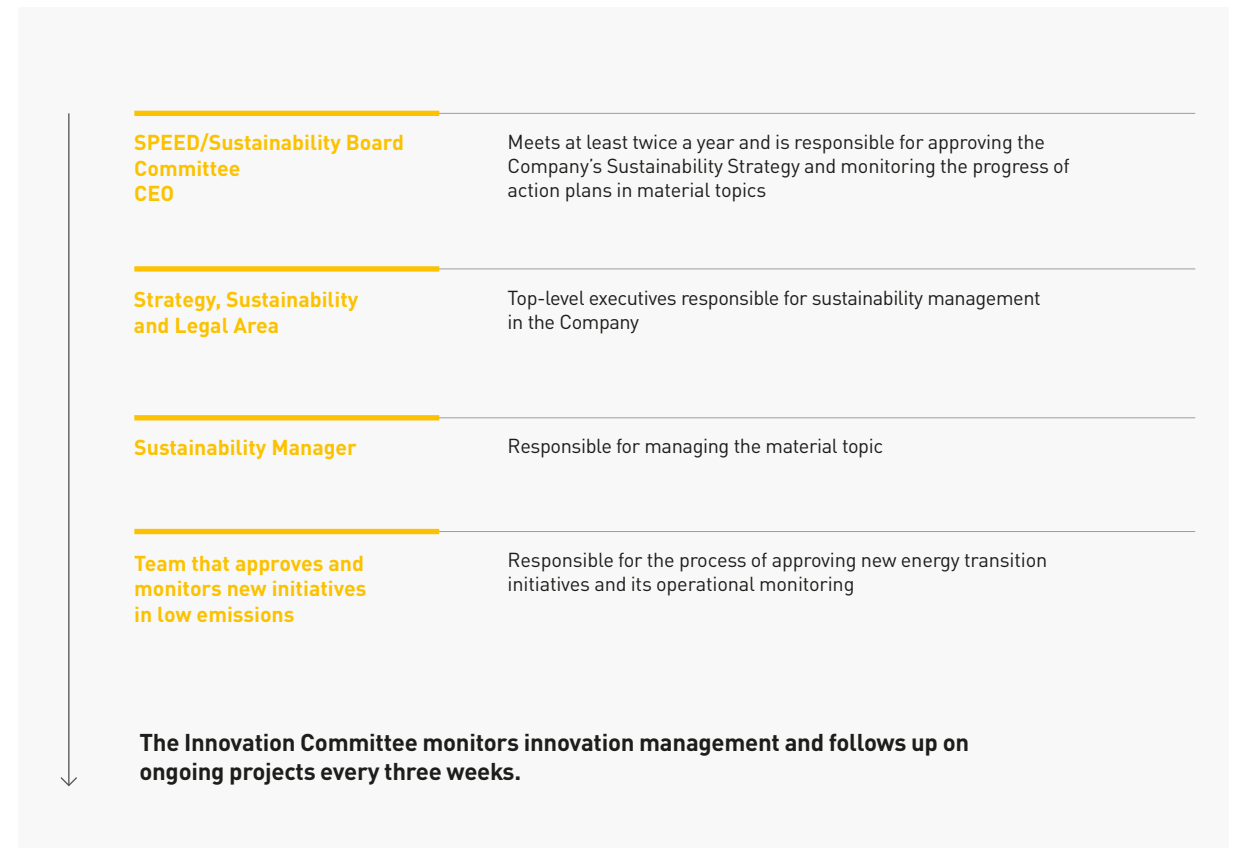 SPEED/Sustainability Board
Committee
CEO
Meets at least twice a year and is responsible for approving the
Company’s Sustainability Strategy and monitoring the progress of
action plans in material topics
Strategy, Sustainability
and Legal Area
Top-level executives responsible for sustainability management
in the Company
Sustainability Manager
Responsible for managing the material topic
Team that approves and
monitors new initiatives
in low emissions
Responsible for the process of approving new energy transition
initiatives and its operational monitoring
The Innovation Committee monitors innovation management and follows up on
ongoing projects every three weeks.